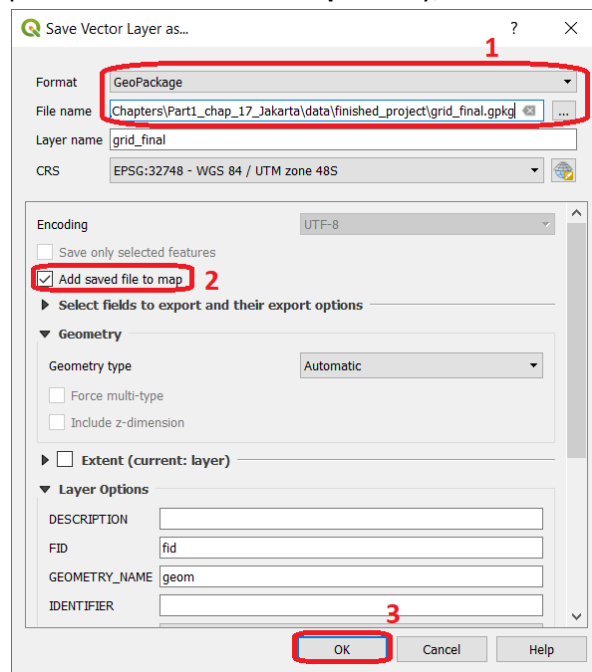 Save Vector Layer as...
?
1
Format
GeoPackage
File name
Chapters\Part1_chap_17_Jakarta\data\finished_project\grid_final.gpkg
...
Layer name
grid_final
CRS
EPSG:32748 - WGS 84 / UTM zone 48S
Encoding
UTF-8
Save only selected features
Add saved file to map
2
Select fields to export and their export options
Geometry
Geometry type
Automatic
Force multi-type
Include z-dimension
Extent (current: layer)
Layer Options
DESCRIPTION
FID
fid
GEOMETRY_NAME
geom
IDENTIFIER
3
OK
Cancel
Help